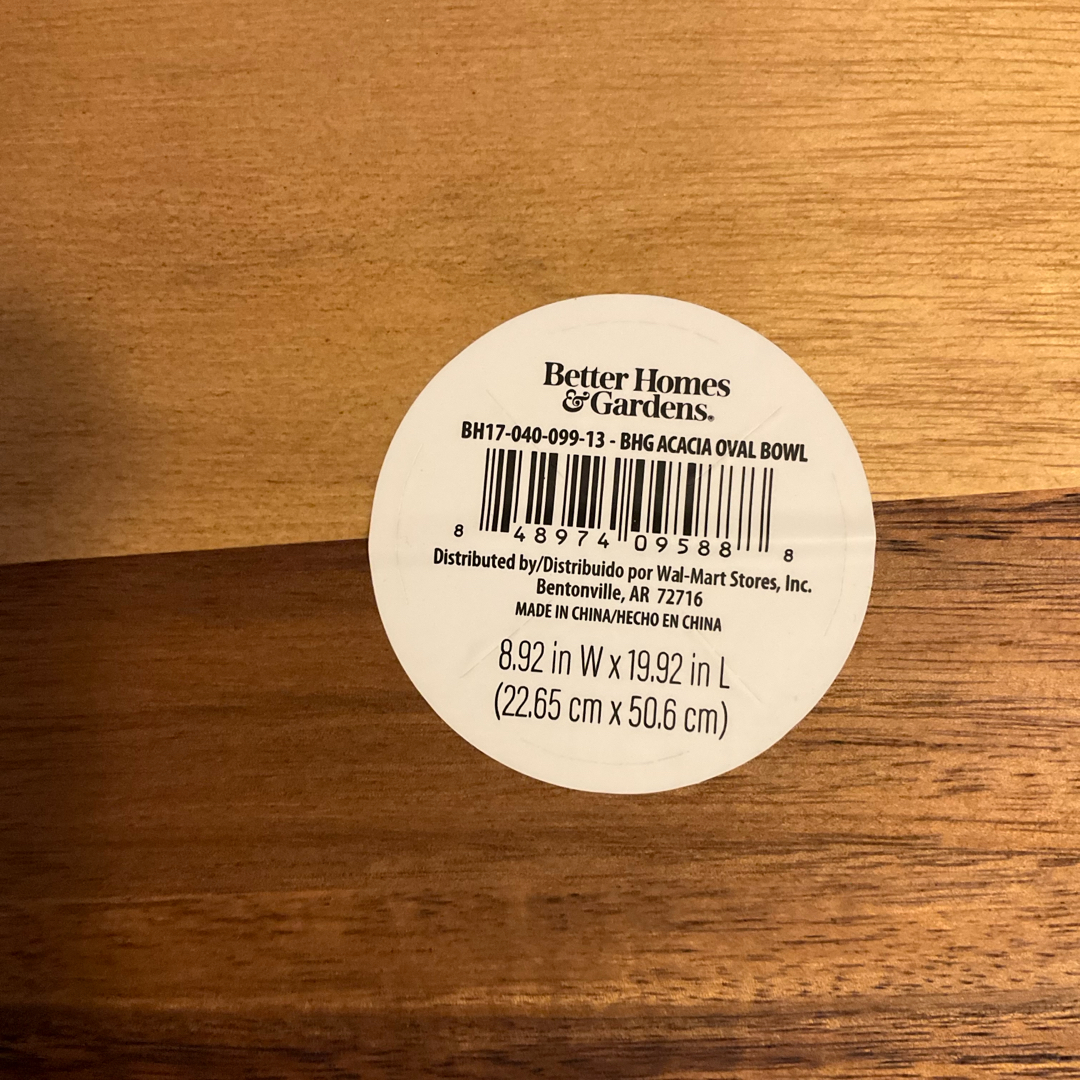 Better Homes
&Gardens®
BH17-040-099-13 - BHG ACACIA OVAL BOWL
8 48974 09588 8
Distributed by/Distribuido por Wal-Mart Stores, Inc.
Bentonville, AR 72716
MADE IN CHINA/HECHO EN CHINA
8.92 in W x 19.92 in L
(22.65 cm x 50.6 cm)